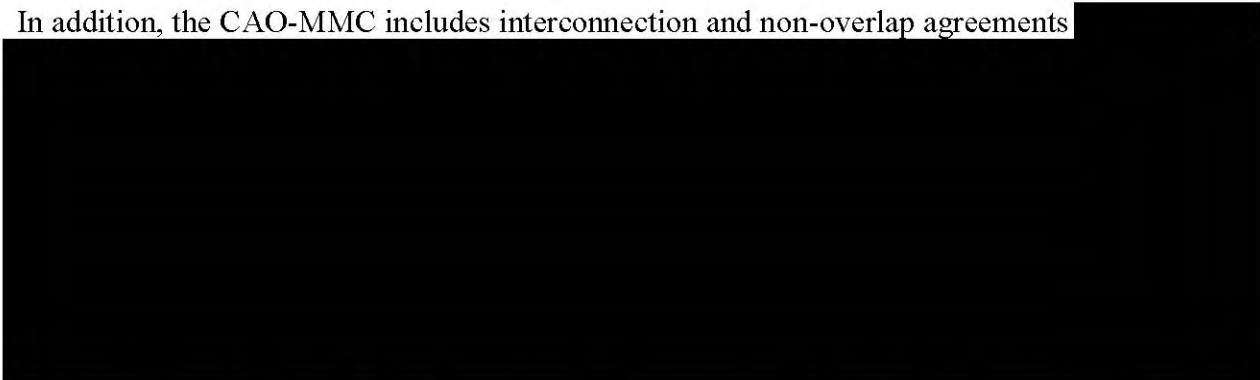 In addition, the CAO-MMC includes interconnection and non-overlap agreements